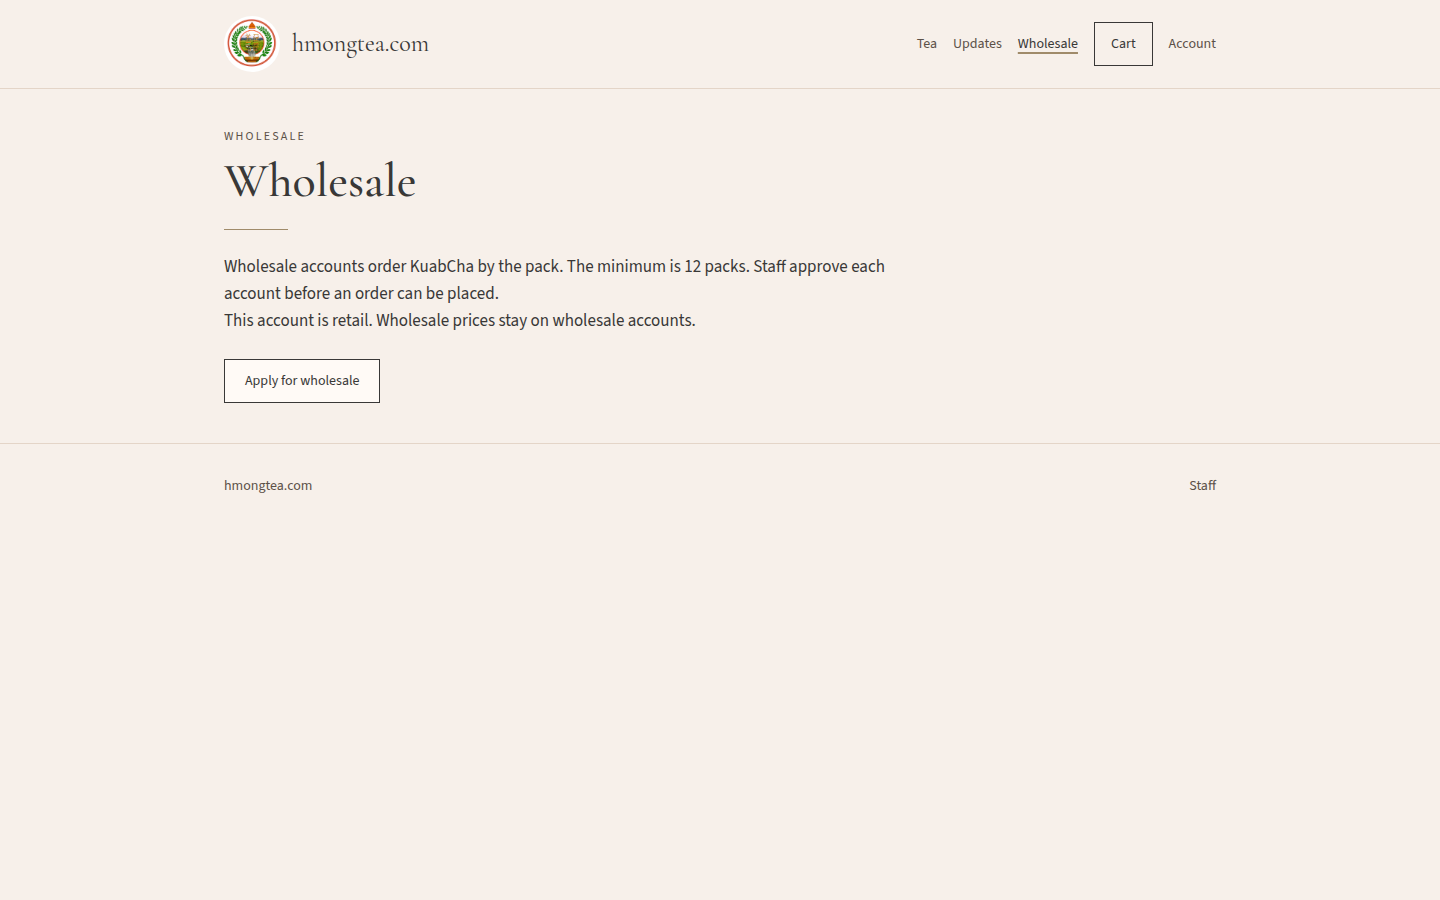 hmongtea.com
Tea
Updates
Wholesale
Cart
Account
WHOLESALE
Wholesale
Wholesale accounts order KuabCha by the pack. The minimum is 12 packs. Staff approve each
account before an order can be placed.
This account is retail. Wholesale prices stay on wholesale accounts.
Apply for wholesale
hmongtea.com
Staff